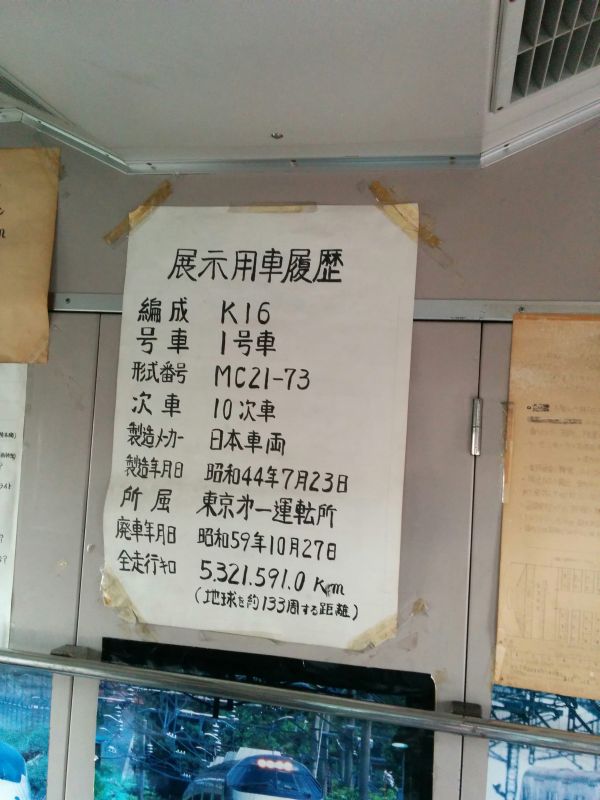 展示用車履歴
編成 K16
号車 1号車
形式番号 MC21-73
次車 10次車
製造メーカー 日本車両
製造年月日 昭和44年7月23日
所属 東京才一運転所
廃車年月日 昭和59年10月27日
全走行キロ 5.321.591.0 Km
(地球を約133周する距離)